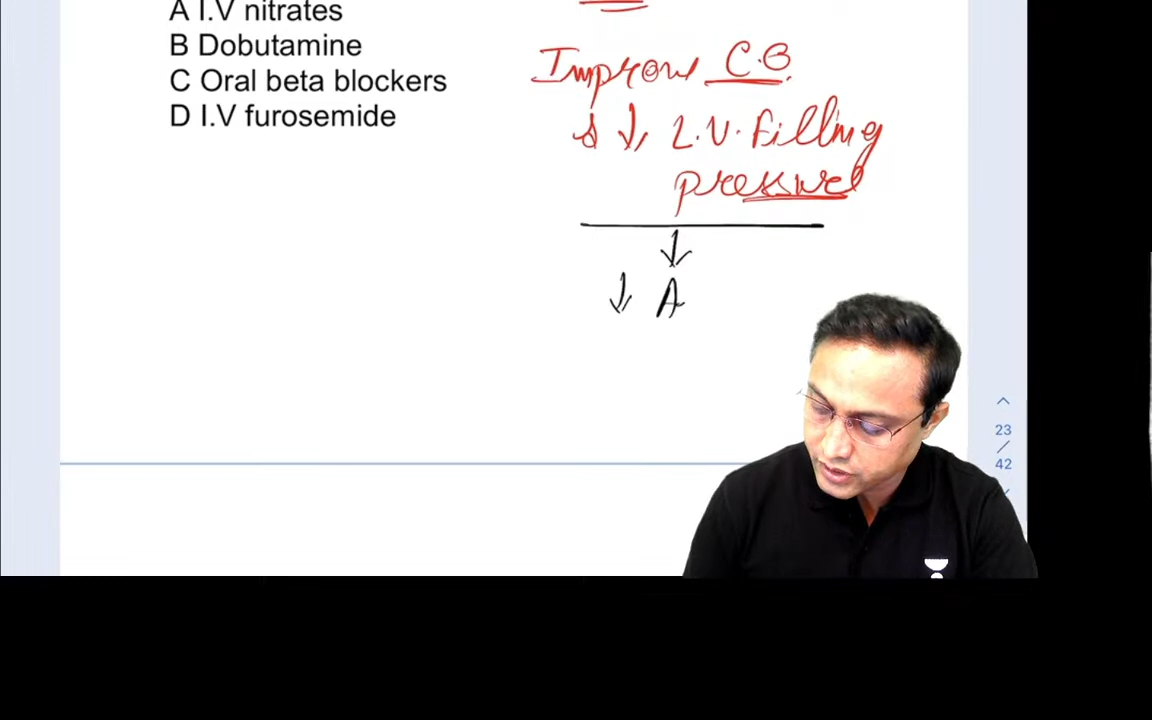 A I.V nitrates
B Dobutamine
C Oral beta blockers
D I.V furosemide
Improve C.O.
& ↓ L.V. Filling
pressure
↓
↓ A
23
/
42